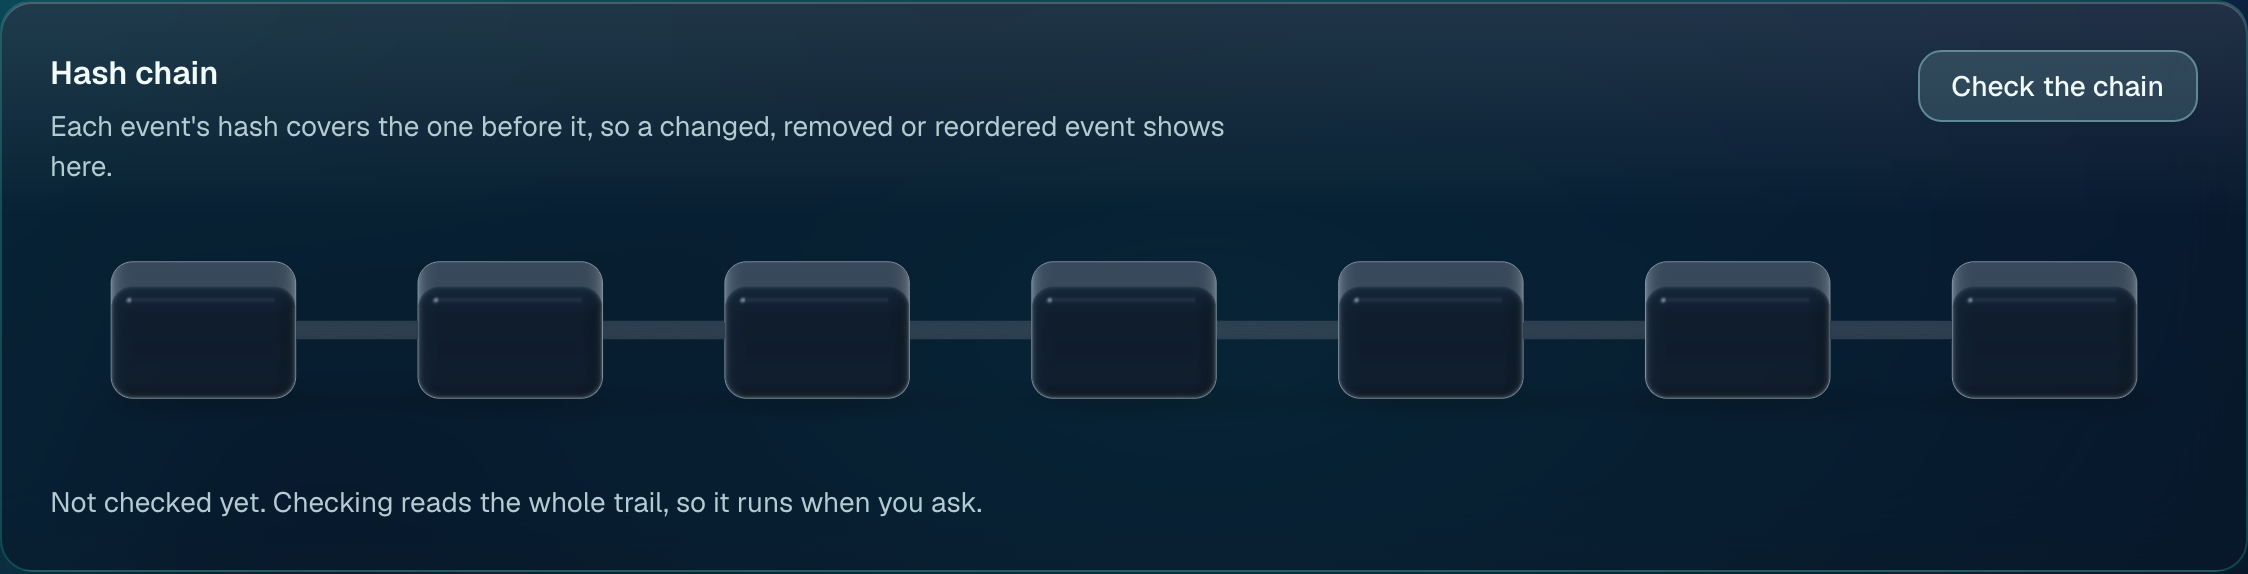 Hash chain
Check the chain
Each event's hash covers the one before it, so a changed, removed or reordered event shows
here.
Not checked yet. Checking reads the whole trail, so it runs when you ask.